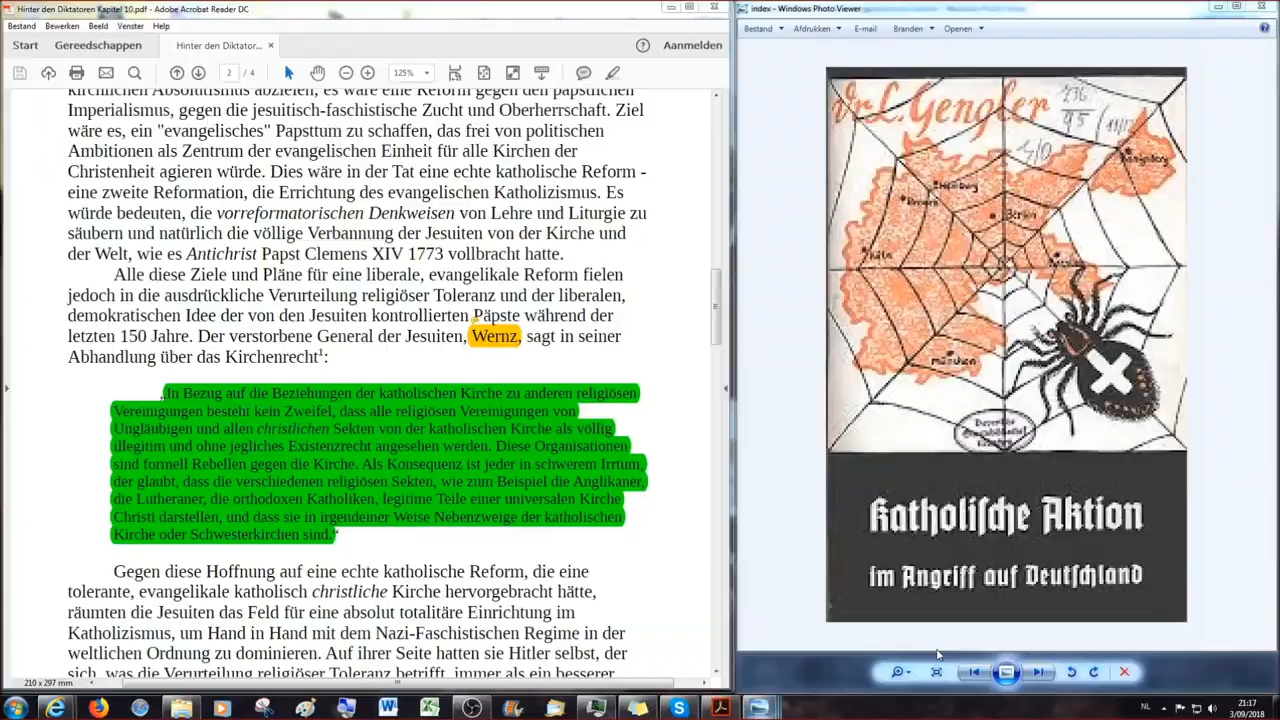 Hinter den Diktatoren Kapitel 10.pdf - Adobe Acrobat Reader DC
Bestand Bewerken Beeld Venster Help
Start Gereedschappen Hinter den Diktator... × Aanmelden
2 / 4 125%
kirchlichen Absolutismus abzielen, es wäre eine Reform gegen den päpstlichen
Imperialismus, gegen die jesuitisch-faschistische Zucht und Oberherrschaft. Ziel
wäre es, ein "evangelisches" Papsttum zu schaffen, das frei von politischen
Ambitionen als Zentrum der evangelischen Einheit für alle Kirchen der
Christenheit agieren würde. Dies wäre in der Tat eine echte katholische Reform -
eine zweite Reformation, die Errichtung des evangelischen Katholizismus. Es
würde bedeuten, die vorreformatorischen Denkweisen von Lehre und Liturgie zu
säubern und natürlich die völlige Verbannung der Jesuiten von der Kirche und
der Welt, wie es Antichrist Papst Clemens XIV 1773 vollbracht hatte.
Alle diese Ziele und Pläne für eine liberale, evangelikale Reform fielen
jedoch in die ausdrückliche Verurteilung religiöser Toleranz und der liberalen,
demokratischen Idee der von den Jesuiten kontrollierten Päpste während der
letzten 150 Jahre. Der verstorbene General der Jesuiten, Wernz, sagt in seiner
Abhandlung über das Kirchenrecht¹:
„In Bezug auf die Beziehungen der katholischen Kirche zu anderen religiösen
Vereinigungen besteht kein Zweifel, dass alle religiösen Vereinigungen von
Ungläubigen und allen christlichen Sekten von der katholischen Kirche als völlig
illegitim und ohne jegliches Existenzrecht angesehen werden. Diese Organisationen
sind formell Rebellen gegen die Kirche. Als Konsequenz ist jeder in schwerem Irrtum,
der glaubt, dass die verschiedenen religiösen Sekten, wie zum Beispiel die Anglikaner,
die Lutheraner, die orthodoxen Katholiken, legitime Teile einer universalen Kirche
Christi darstellen, und dass sie in irgendeiner Weise Nebenzweige der katholischen
Kirche oder Schwesterkirchen sind.“
Gegen diese Hoffnung auf eine echte katholische Reform, die eine
tolerante, evangelikale katholisch christliche Kirche hervorgebracht hätte,
räumten die Jesuiten das Feld für eine absolut totalitäre Einrichtung im
Katholizismus, um Hand in Hand mit dem Nazi-Faschistischen Regime in der
weltlichen Ordnung zu dominieren. Auf ihrer Seite hatten sie Hitler selbst, der
sich, was die Verurteilung religiöser Toleranz betrifft, immer als ein besserer
210 x 297 mm
index - Windows Photo Viewer
Bestand Afdrukken E-mail Branden Openen
Dr L. Gengler
Königsberg
Hamburg
Bremen
Berlin
Köln
München
Katholische Aktion
im Angriff auf Deutschland
NL 21:17
3/09/2018